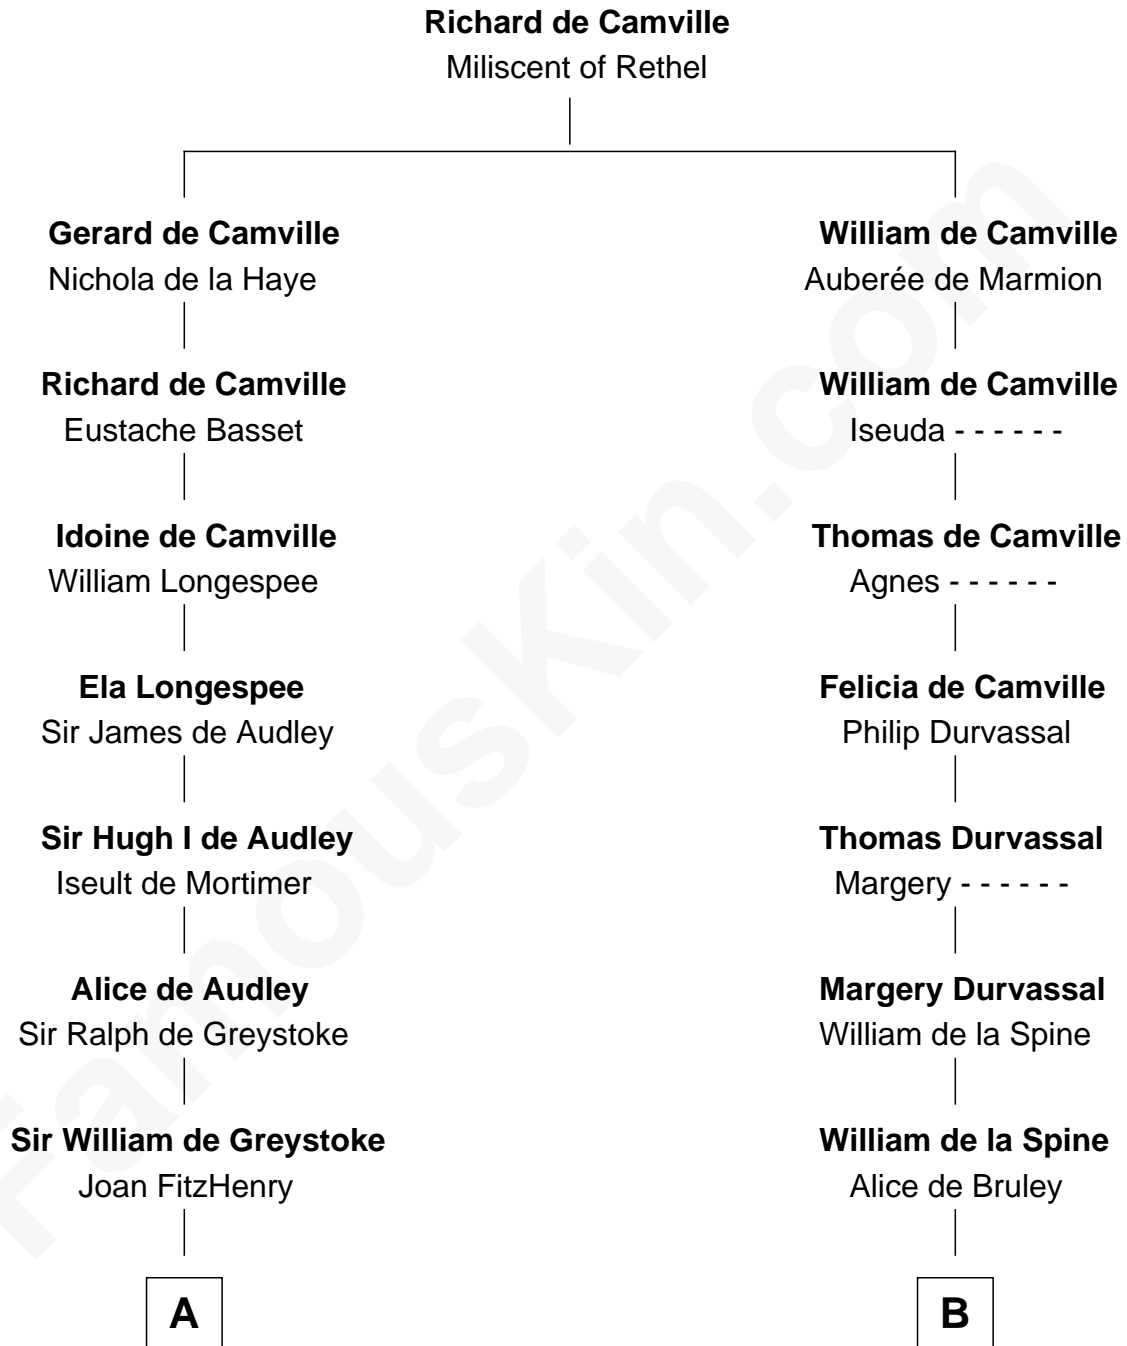 Richard de Camville
Miliscent of Rethel
Gerard de Camville
Nichola de la Haye
William de Camville
Auberée de Marmion
Richard de Camville
Eustache Basset
William de Camville
Iseuda - - - - - -
Idoine de Camville
William Longespee
Thomas de Camville
Agnes - - - - - -
Ela Longespee
Sir James de Audley
Felicia de Camville
Philip Durvassal
Sir Hugh I de Audley
Iseult de Mortimer
Thomas Durvassal
Margery - - - - - -
Alice de Audley
Sir Ralph de Greystoke
Margery Durvassal
William de la Spine
Sir William de Greystoke
Joan FitzHenry
William de la Spine
Alice de Bruley
A
B
FamousKin.com